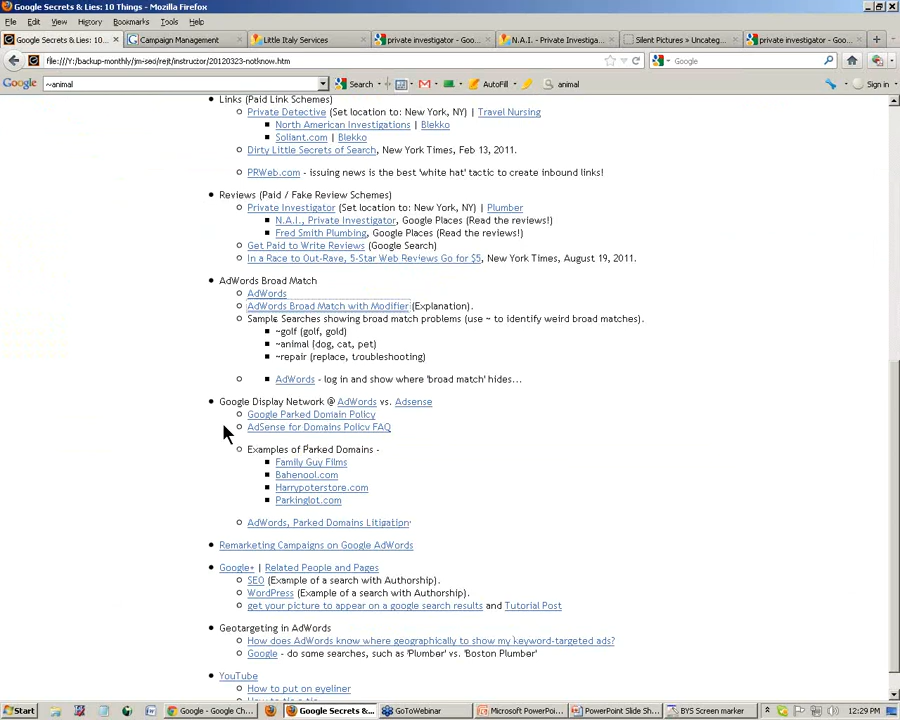 Google Secrets & Lies: 10 Things - Mozilla Firefox
File Edit View History Bookmarks Tools Help
Google Secrets & Lies: 10... × Campaign Management × Little Italy Services × private investigator - Goo... × N.A.I. - Private Investiga... × Silent Pictures » Uncateg... × private investigator - Goo... ×
file:///Y:/backup-monthly/jm-seo/rejt/instructor/20120323-notknow.htm Google
Google ~animal Search AutoFill animal Sign in
Links (Paid Link Schemes)
Private Detective (Set location to: New York, NY) | Travel Nursing
North American Investigations | Blekko
Soliant.com | Blekko
Dirty Little Secrets of Search, New York Times, Feb 13, 2011.
PRWeb.com - issuing news is the best 'white hat' tactic to create inbound links!
Reviews (Paid / Fake Review Schemes)
Private Investigator (Set location to: New York, NY) | Plumber
N.A.I., Private Investigator, Google Places (Read the reviews!)
Fred Smith Plumbing, Google Places (Read the reviews!)
Get Paid to Write Reviews (Google Search)
In a Race to Out-Rave, 5-Star Web Reviews Go for $5, New York Times, August 19, 2011.
AdWords Broad Match
AdWords
AdWords Broad Match with Modifier (Explanation).
Sample Searches showing broad match problems (use ~ to identify weird broad matches).
~golf (golf, gold)
~animal (dog, cat, pet)
~repair (replace, troubleshooting)
AdWords - log in and show where 'broad match' hides...
Google Display Network @ AdWords vs. Adsense
Google Parked Domain Policy
AdSense for Domains Policy FAQ
Examples of Parked Domains -
Family Guy Films
Bahenool.com
Harrypoterstore.com
Parkinglot.com
AdWords, Parked Domains Litigation
Remarketing Campaigns on Google AdWords
Google+ | Related People and Pages
SEO (Example of a search with Authorship).
WordPress (Example of a search with Authorship).
get your picture to appear on a google search results and Tutorial Post
Geotargeting in AdWords
How does AdWords know where geographically to show my keyword-targeted ads?
Google - do some searches, such as 'Plumber' vs. 'Boston Plumber'
YouTube
How to put on eyeliner
How to tie a tie
Start Google - Google Ch... Google Secrets &... GoToWebinar Microsoft PowerPoi... PowerPoint Slide Sh... BYS Screen marker 12:29 PM